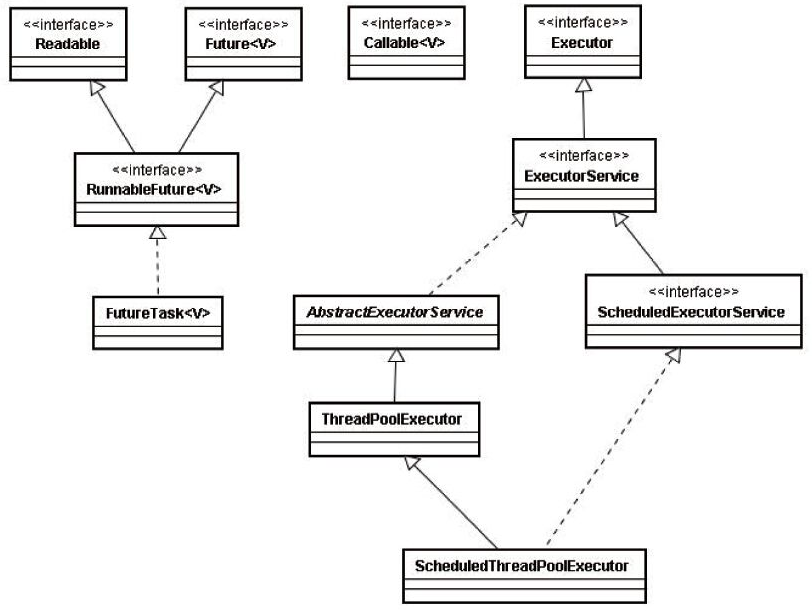 <<interface>>
Readable
<<interface>>
Future<V>
<<interface>>
Callable<V>
<<interface>>
Executor
<<interface>>
RunnableFuture<V>
<<interface>>
ExecutorService
FutureTask<V>
AbstractExecutorService
<<interface>>
ScheduledExecutorService
ThreadPoolExecutor
ScheduledThreadPoolExecutor